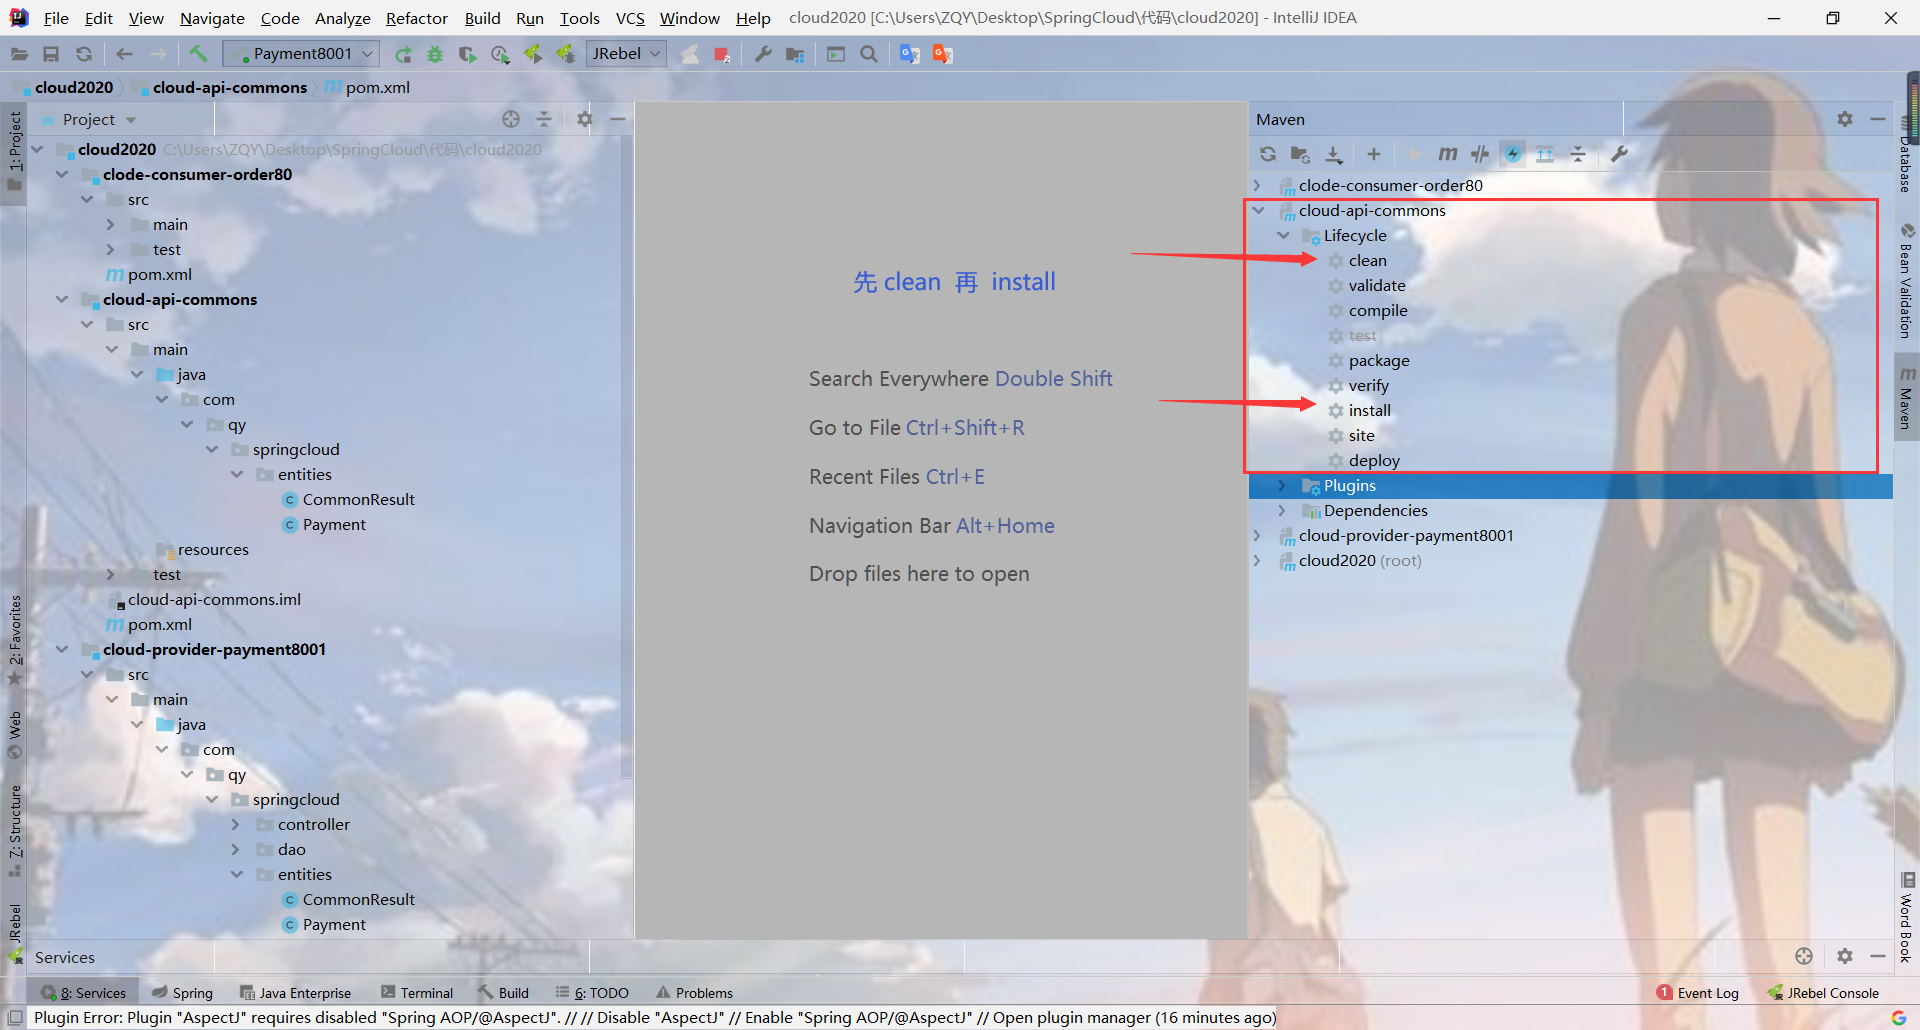 File Edit View Navigate Code Analyze Refactor Build Run Tools VCS Window Help cloud2020 [C:\Users\ZQY\Desktop\SpringCloud\代码\cloud2020] - IntelliJ IDEA
Payment8001 JRebel
cloud2020 cloud-api-commons pom.xml
Project
cloud2020 C:\Users\ZQY\Desktop\SpringCloud\代码\cloud2020
clode-consumer-order80
src
main
test
pom.xml
cloud-api-commons
src
main
java
com
qy
springcloud
entities
CommonResult
Payment
resources
test
cloud-api-commons.iml
pom.xml
cloud-provider-payment8001
src
main
java
com
qy
springcloud
controller
dao
entities
CommonResult
Payment
1: Project
2: Favorites
Web
7: Structure
JRebel
先 clean 再 install
Search Everywhere Double Shift
Go to File Ctrl+Shift+R
Recent Files Ctrl+E
Navigation Bar Alt+Home
Drop files here to open
Maven
clode-consumer-order80
cloud-api-commons
Lifecycle
clean
validate
compile
test
package
verify
install
site
deploy
Plugins
Dependencies
cloud-provider-payment8001
cloud2020 (root)
Database
Bean Validation
Maven
Word Book
Services
8: Services Spring Java Enterprise Terminal Build 6: TODO Problems 1 Event Log JRebel Console
Plugin Error: Plugin "AspectJ" requires disabled "Spring AOP/@AspectJ". // // Disable "AspectJ" // Enable "Spring AOP/@AspectJ" // Open plugin manager (16 minutes ago)